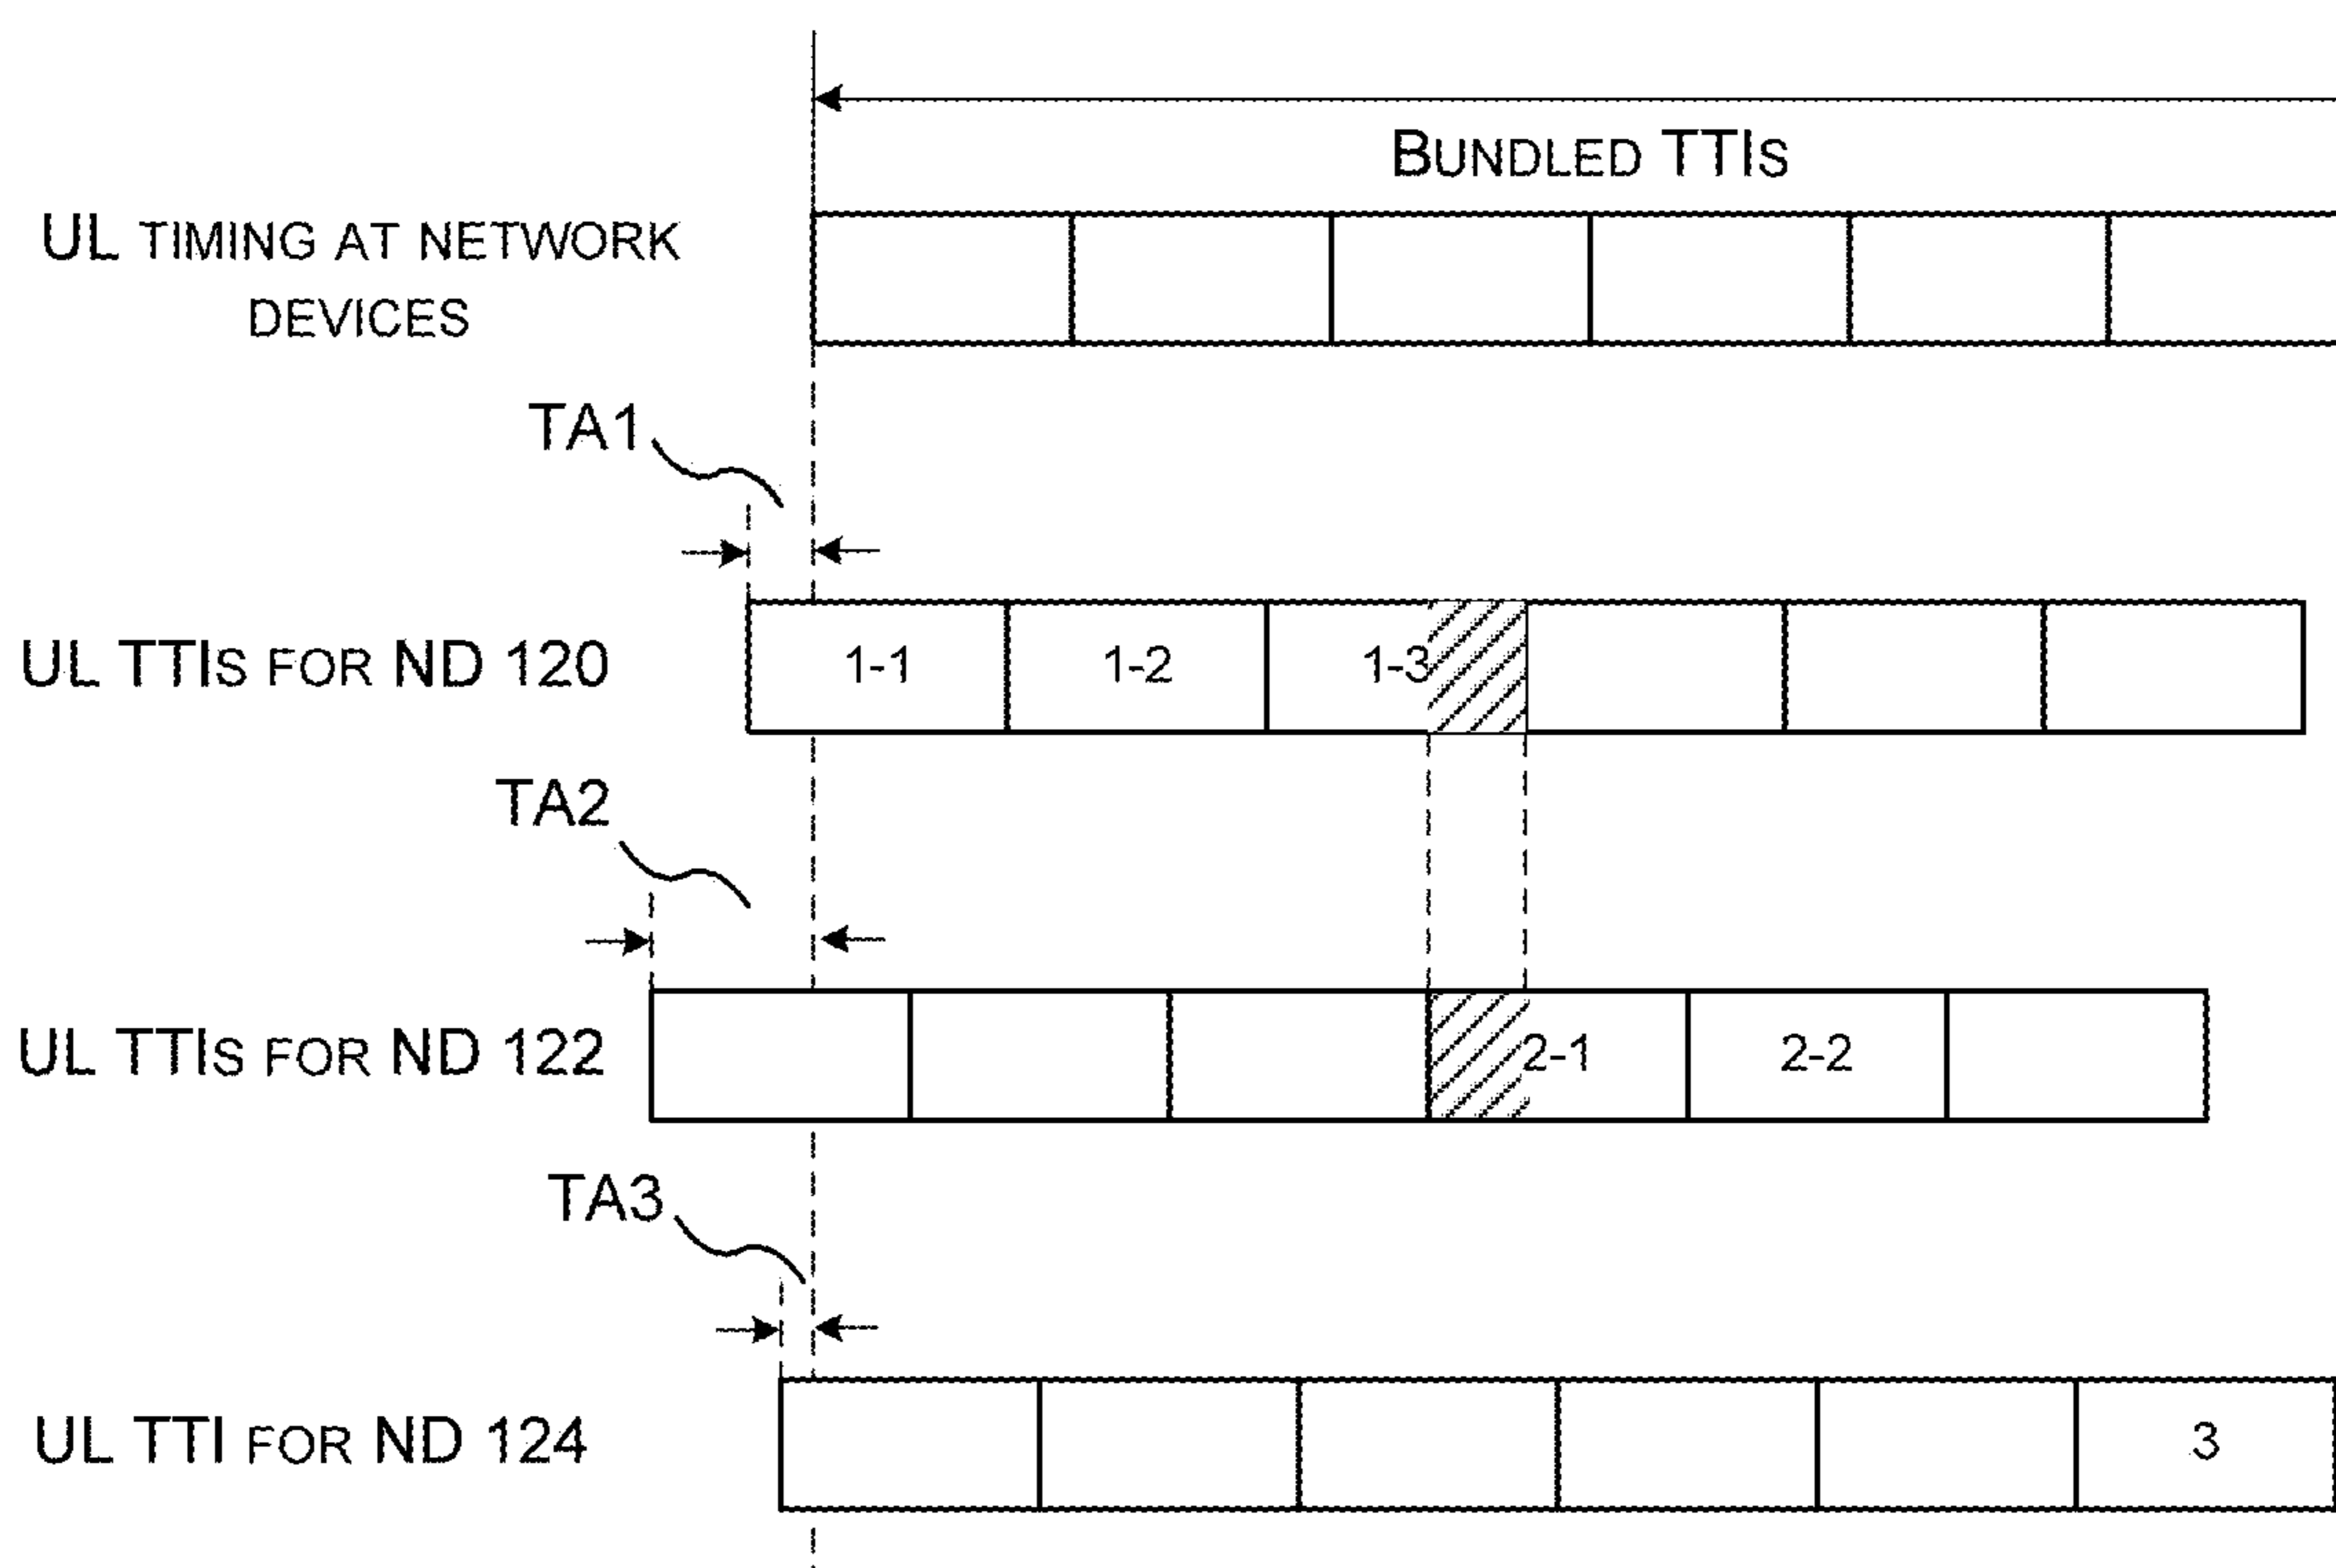 BUNDLED TTIS
UL TIMING AT NETWORK
DEVICES
TA1
UL TTIS FOR ND 120
1-1
1-2
1-3
TA2
UL TTIS FOR ND 122
2-1
2-2
TA3
UL TTI FOR ND 124
3